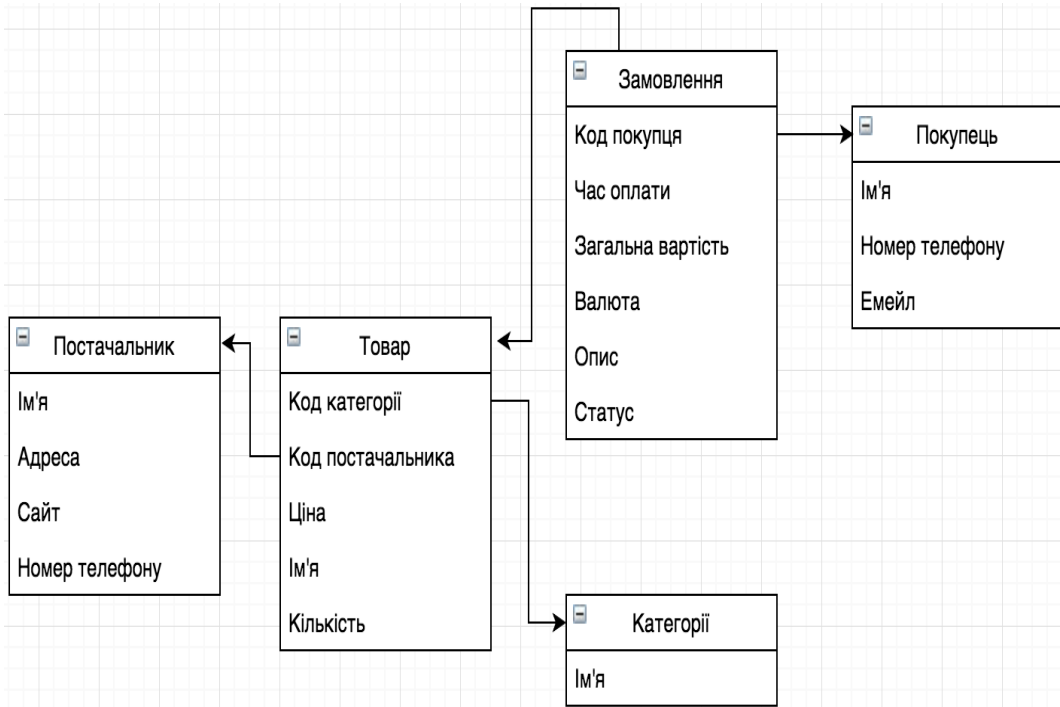 Замовлення
Код покупця
Час оплати
Загальна вартість
Валюта
Опис
Статус
Покупець
Ім'я
Номер телефону
Емейл
Постачальник
Ім'я
Адреса
Сайт
Номер телефону
Товар
Код категорії
Код постачальника
Ціна
Ім'я
Кількість
Категорії
Ім'я